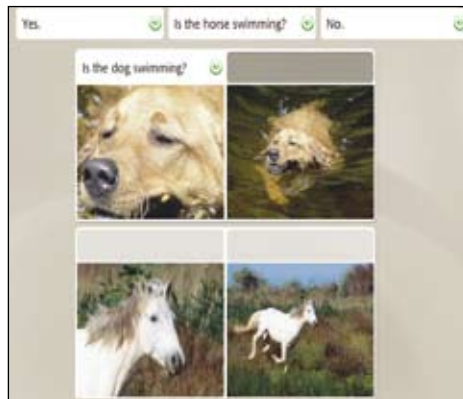 Yes.
Is the horse swimming?
No.
Is the dog swimming?